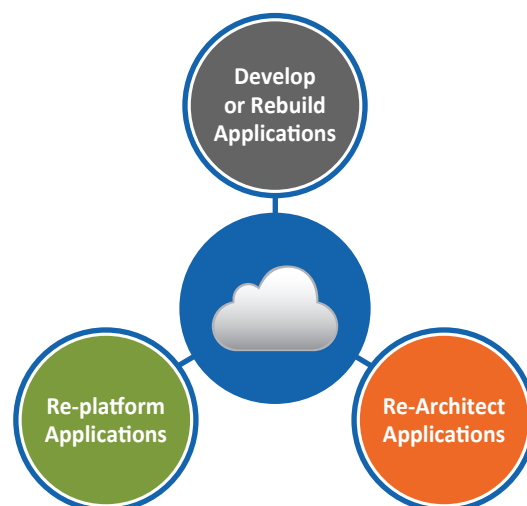 Develop
or Rebuild
Applications
Re-platform
Applications
Re-Architect
Applications